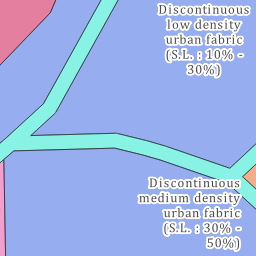 Discontinuous
low density
urban fabric
(S.L. : 10% -
30%)
Discontinuous
medium density
urban fabric
(S.L. : 30% -
50%)